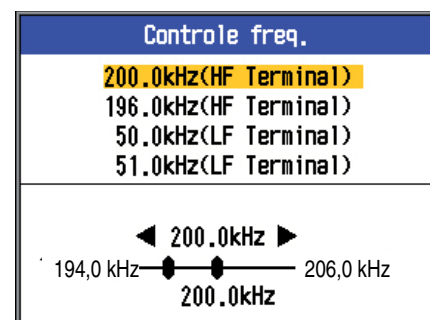 Controle freq.
200.0kHz(HF Terminal)
196.0kHz(HF Terminal)
50.0kHz(LF Terminal)
51.0kHz(LF Terminal)
◀ 200.0kHz ▶
194,0 kHz 206,0 kHz
200.0kHz